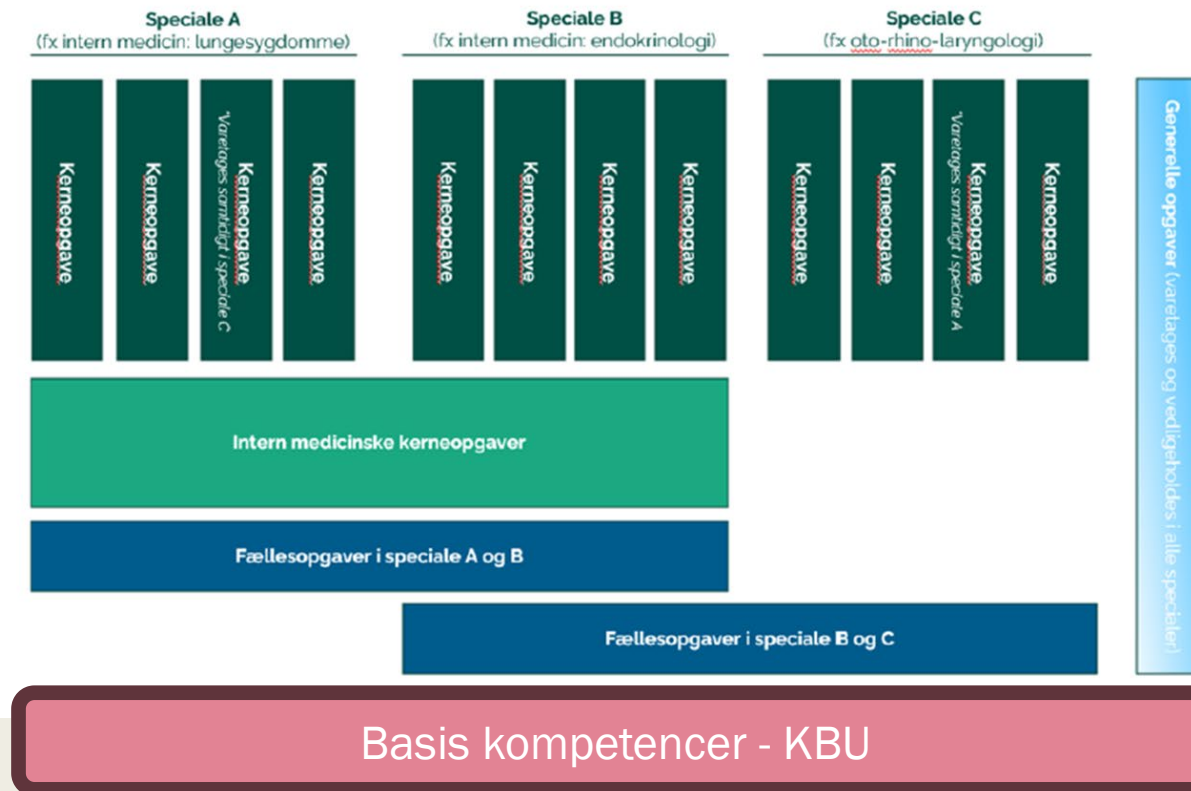 Speciale A
(fx intern medicin: lungesygdomme)
Speciale B
(fx intern medicin: endokrinologi)
Speciale C
(fx oto-rhino-laryngologi)
Kerneopgave
Kerneopgave
Kerneopgave
"Varetages samtidigt i speciale C
Kerneopgave
Kerneopgave
Kerneopgave
Kerneopgave
Kerneopgave
Kerneopgave
Kerneopgave
Kerneopgave
"Varetages samtidigt i speciale A
Kerneopgave
Generelle opgaver (varetages og vedligeholdes i alle specialer)
Intern medicinske kerneopgaver
Fællesopgaver i speciale A og B
Fællesopgaver i speciale B og C
Basis kompetencer - KBU